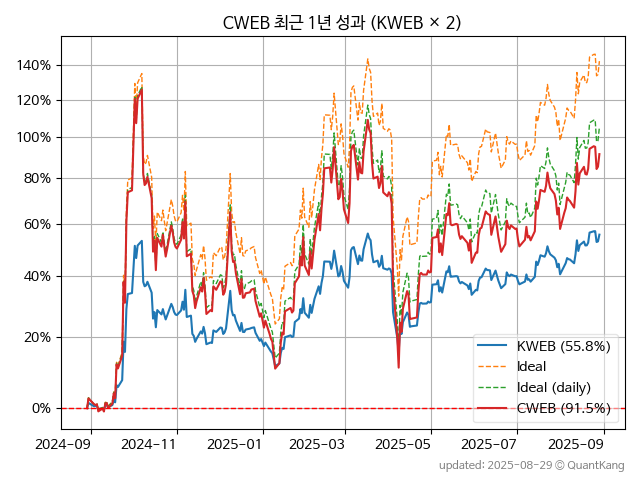 CWEB 최근 1년 성과 (KWEB × 2)
140%
120%
100%
80%
60%
40%
20%
0%
KWEB (55.8%)
Ideal
Ideal (daily)
CWEB (91.5%)
2024-09 2024-11 2025-01 2025-03 2025-05 2025-07 2025-09
updated: 2025-08-29 © QuantKang